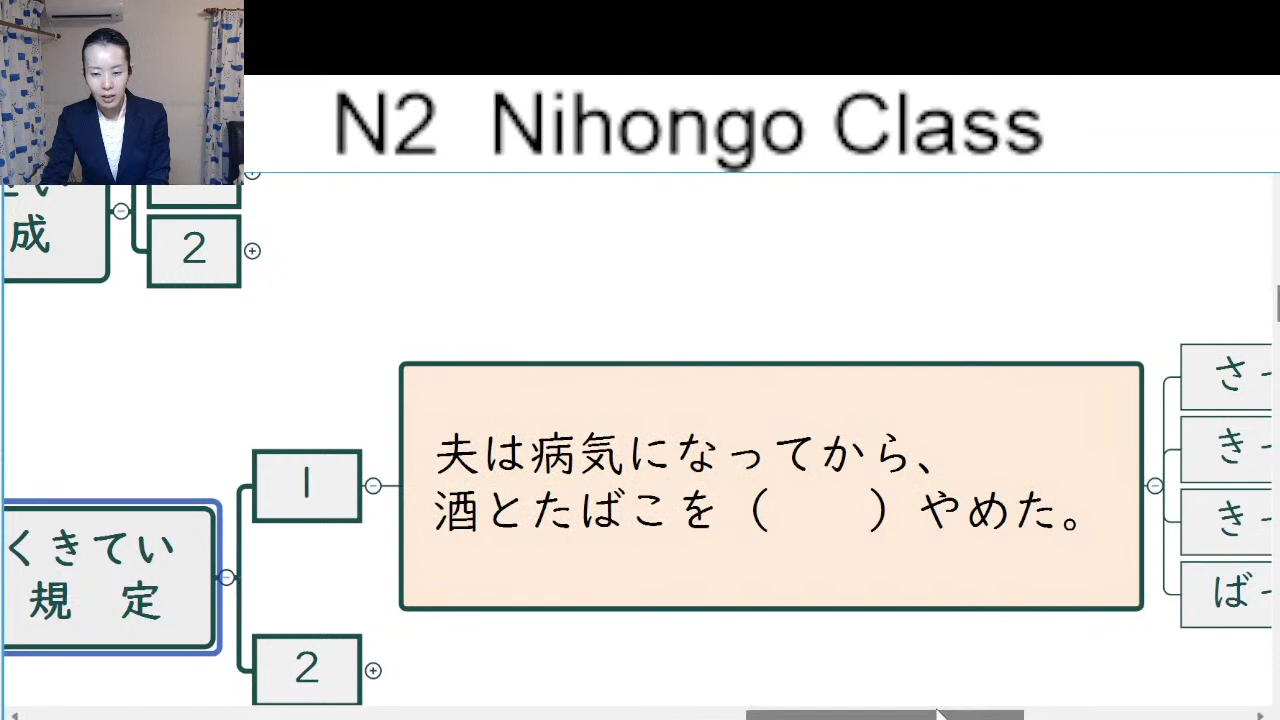 N2 Nihongo Class
成
2
1
夫は病気になってから、
酒とたばこを（　　）やめた。
さ
き
き
ば
くきてい
規　定
2